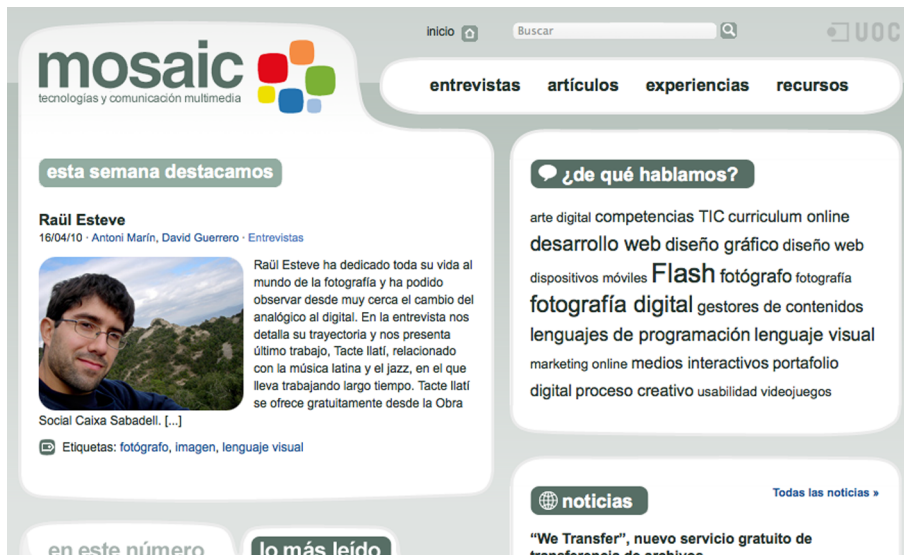 inicio
Buscar
UOC
mosaic
tecnologías y comunicación multimedia
entrevistas artículos experiencias recursos
esta semana destacamos
Raül Esteve
16/04/10 · Antoni Marín, David Guerrero · Entrevistas
Raül Esteve ha dedicado toda su vida al
mundo de la fotografía y ha podido
observar desde muy cerca el cambio del
analógico al digital. En la entrevista nos
detalla su trayectoria y nos presenta
último trabajo, Tacte llatí, relacionado
con la música latina y el jazz, en el que
lleva trabajando largo tiempo. Tacte llatí
se ofrece gratuitamente desde la Obra
Social Caixa Sabadell. [...]
Etiquetas: fotógrafo, imagen, lenguaje visual
¿de qué hablamos?
arte digital competencias TIC curriculum online
desarrollo web diseño gráfico diseño web
dispositivos móviles Flash fotógrafo fotografía
fotografía digital gestores de contenidos
lenguajes de programación lenguaje visual
marketing online medios interactivos portafolio
digital proceso creativo usabilidad videojuegos
noticias
Todas las noticias »
“We Transfer”, nuevo servicio gratuito de
transferencia de archivos
en este número
lo más leído